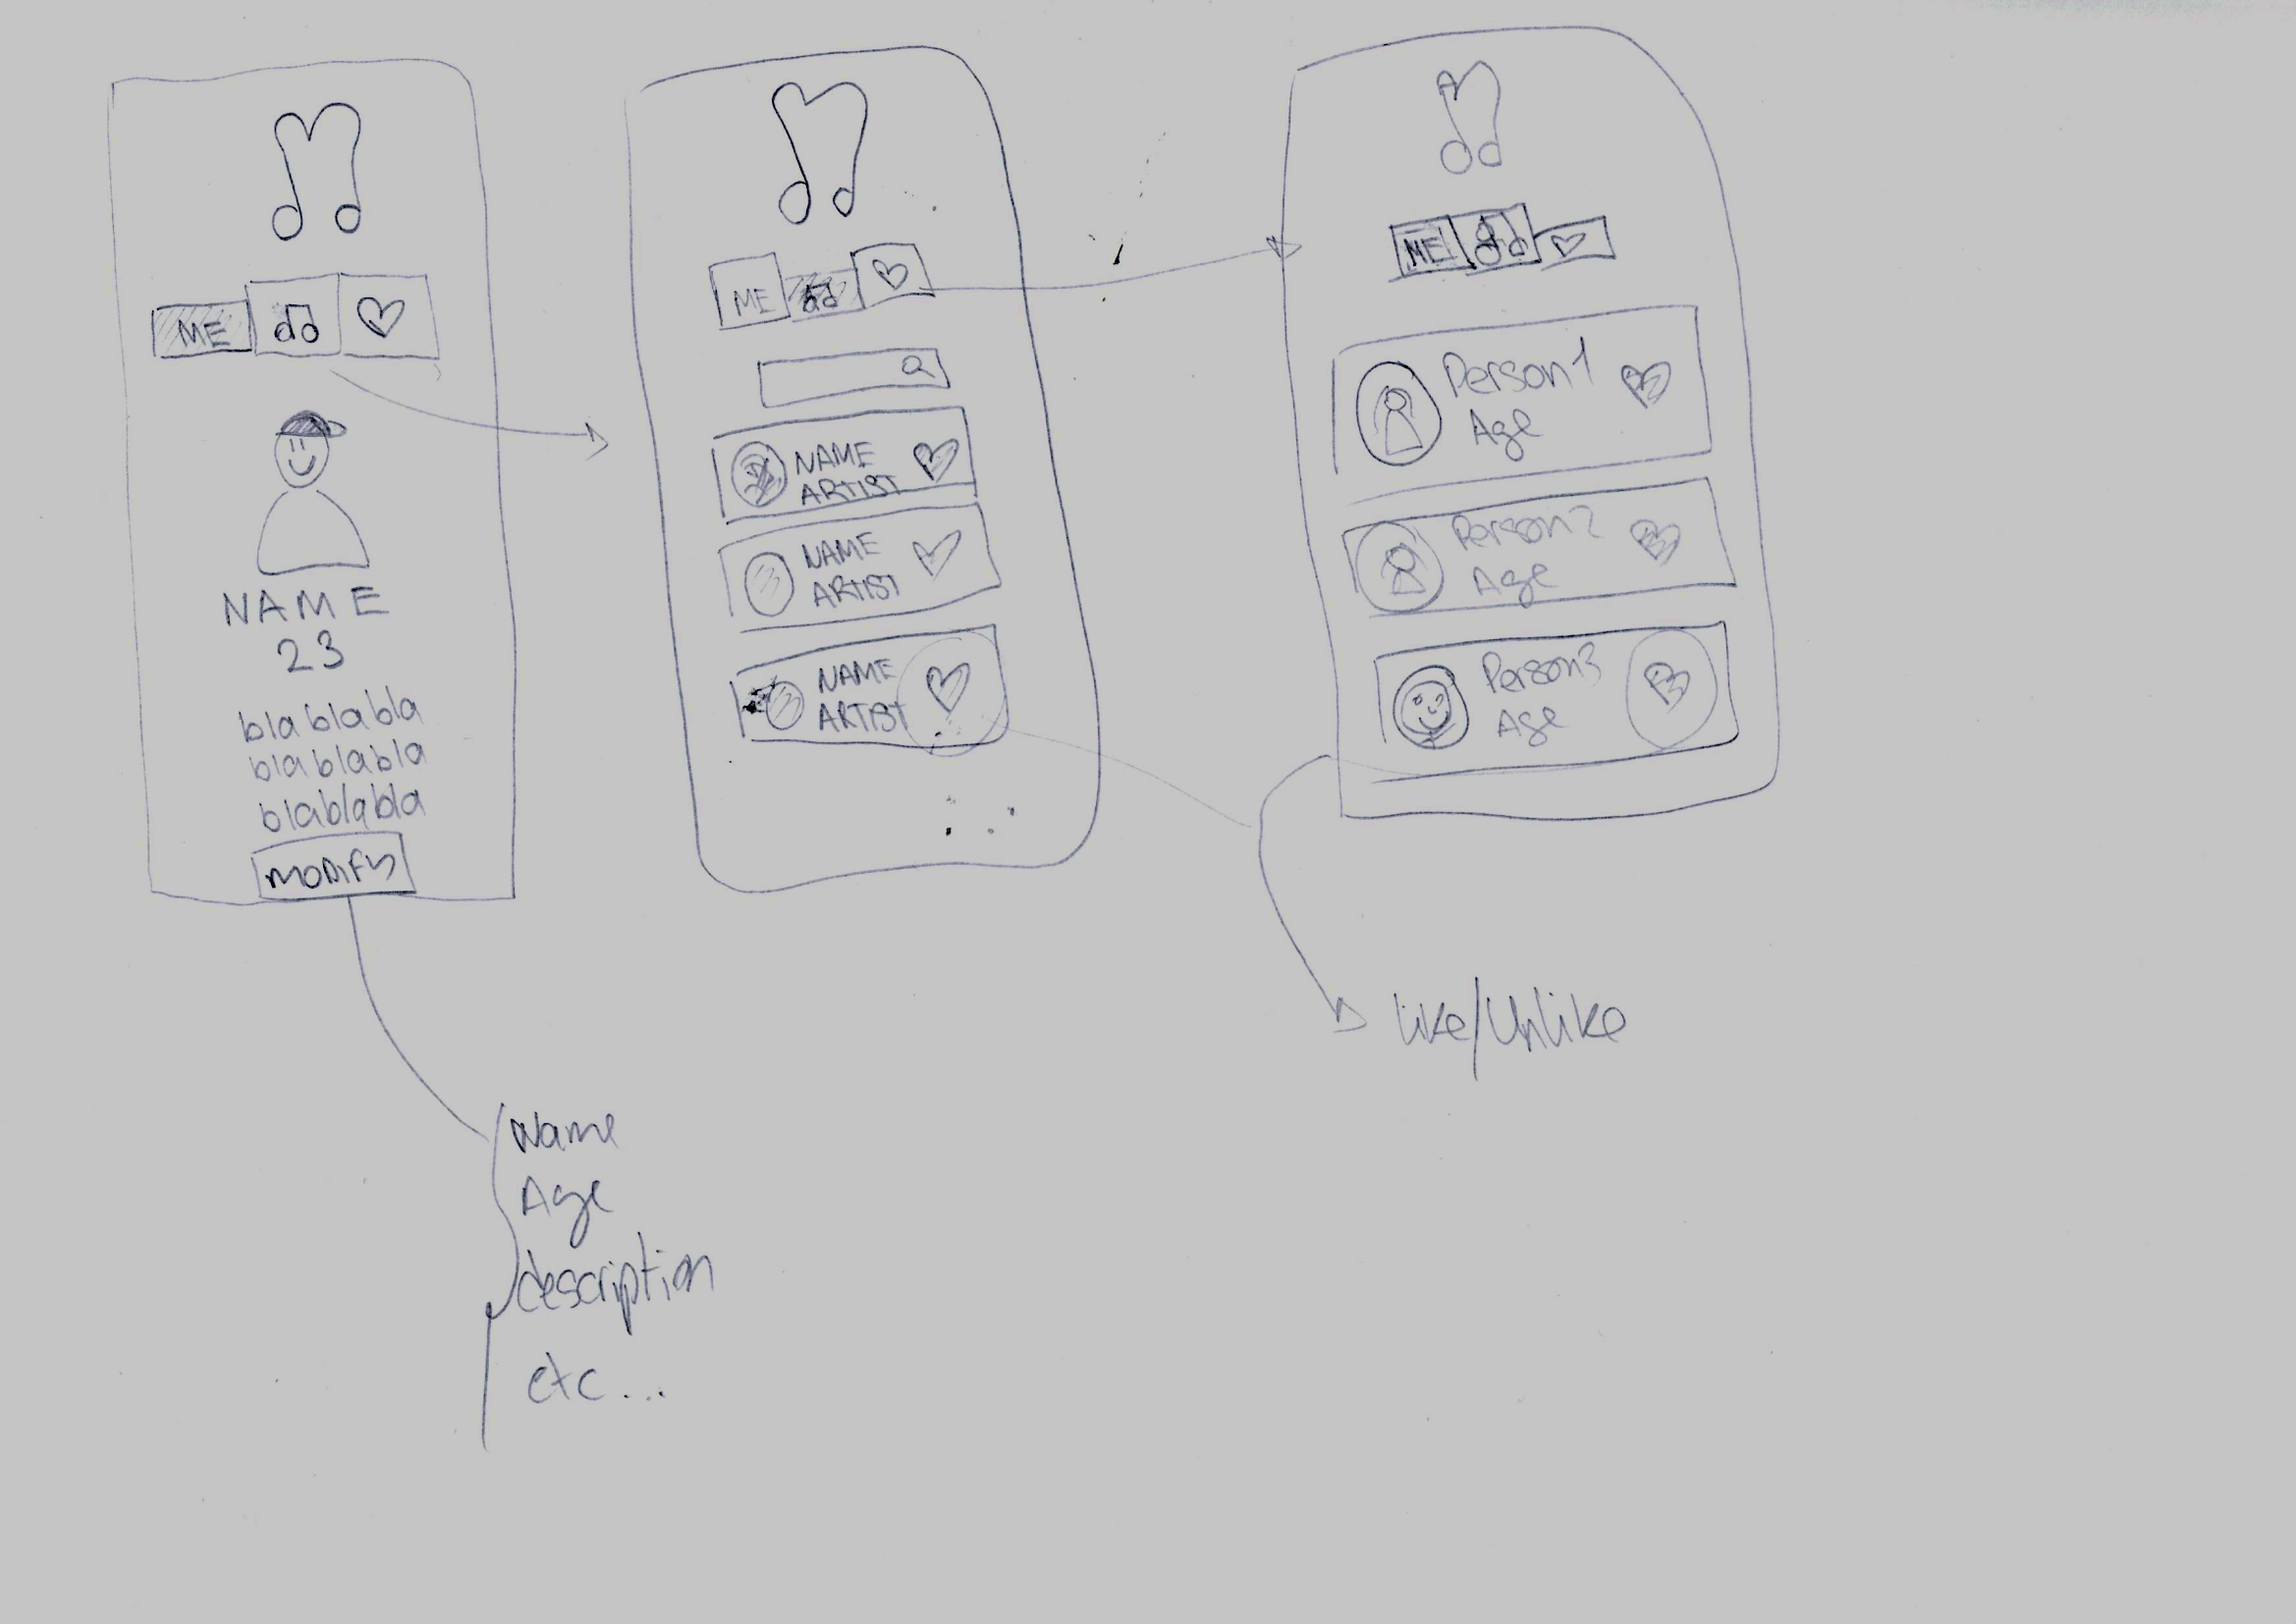 ME
NAME
23
blablabla
blablabla
blablabla
MODIFY
Name
Age
description
etc...
ME
NAME
ARTIST
NAME
ARTIST
NAME
ARTIST
ME
Person1
Age
Person2
Age
Person3
Age
like/Unlike